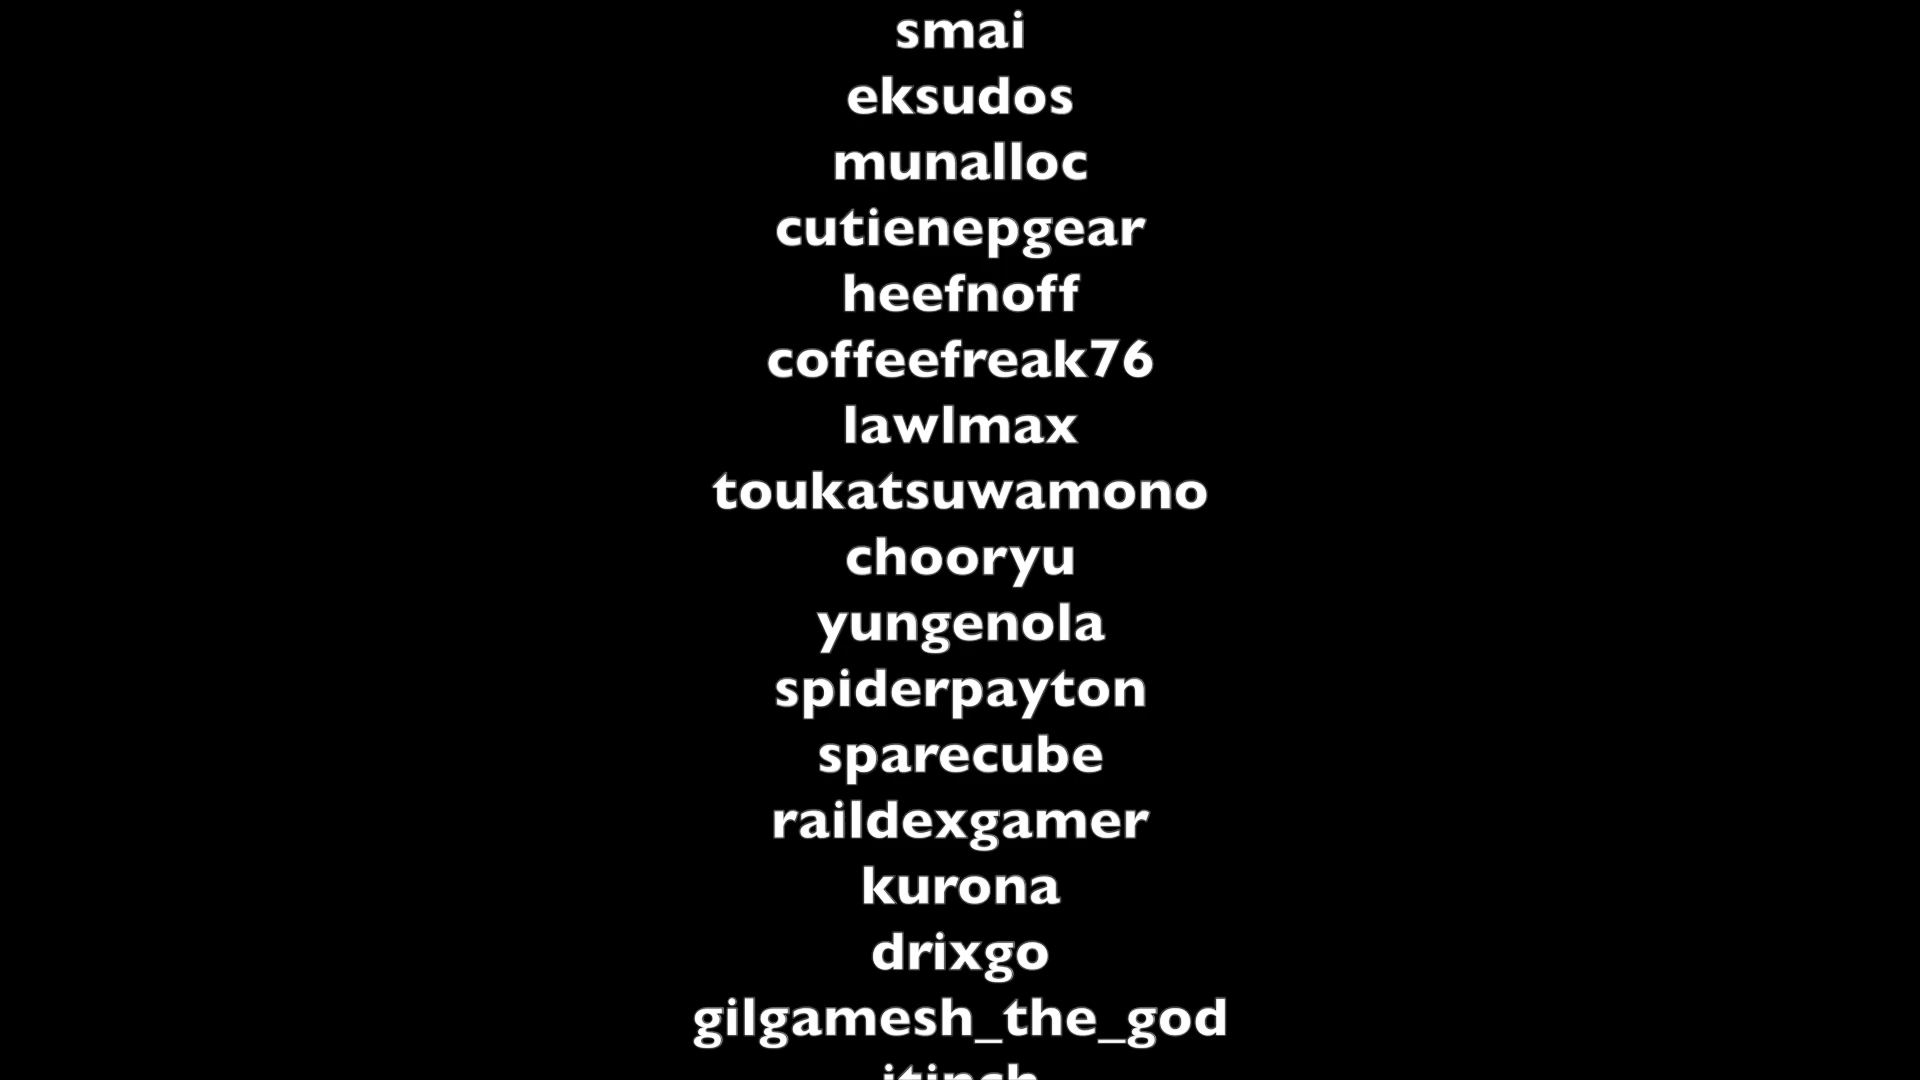 smai
eksudos
munalloc
cutienepgear
heefnoff
coffeefreak76
lawlmax
toukatsuwamono
chooryu
yungenola
spiderpayton
sparecube
raildexgamer
kurona
drixgo
gilgamesh_the_god